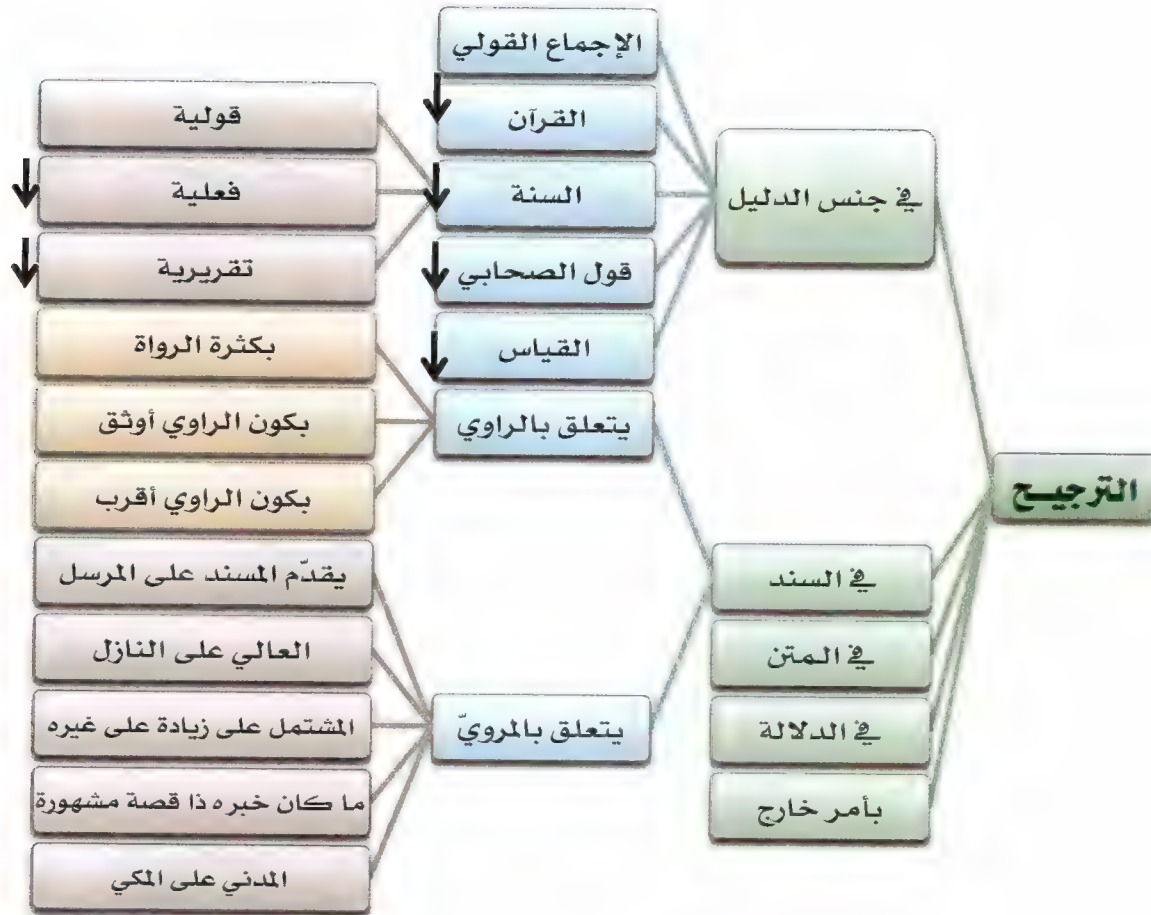 الترجيــح
في جنس الدليل
الإجماع القولي
القرآن
السنة
قولية
فعلية
تقريرية
قول الصحابي
القياس
في السند
يتعلق بالراوي
بكثرة الرواة
بكون الراوي أوثق
بكون الراوي أقرب
يتعلق بالمرويّ
يقدّم المسند على المرسل
العالي على النازل
المشتمل على زيادة على غيره
ما كان خبره ذا قصة مشهورة
المدني على المكي
في المتن
في الدلالة
بأمر خارج